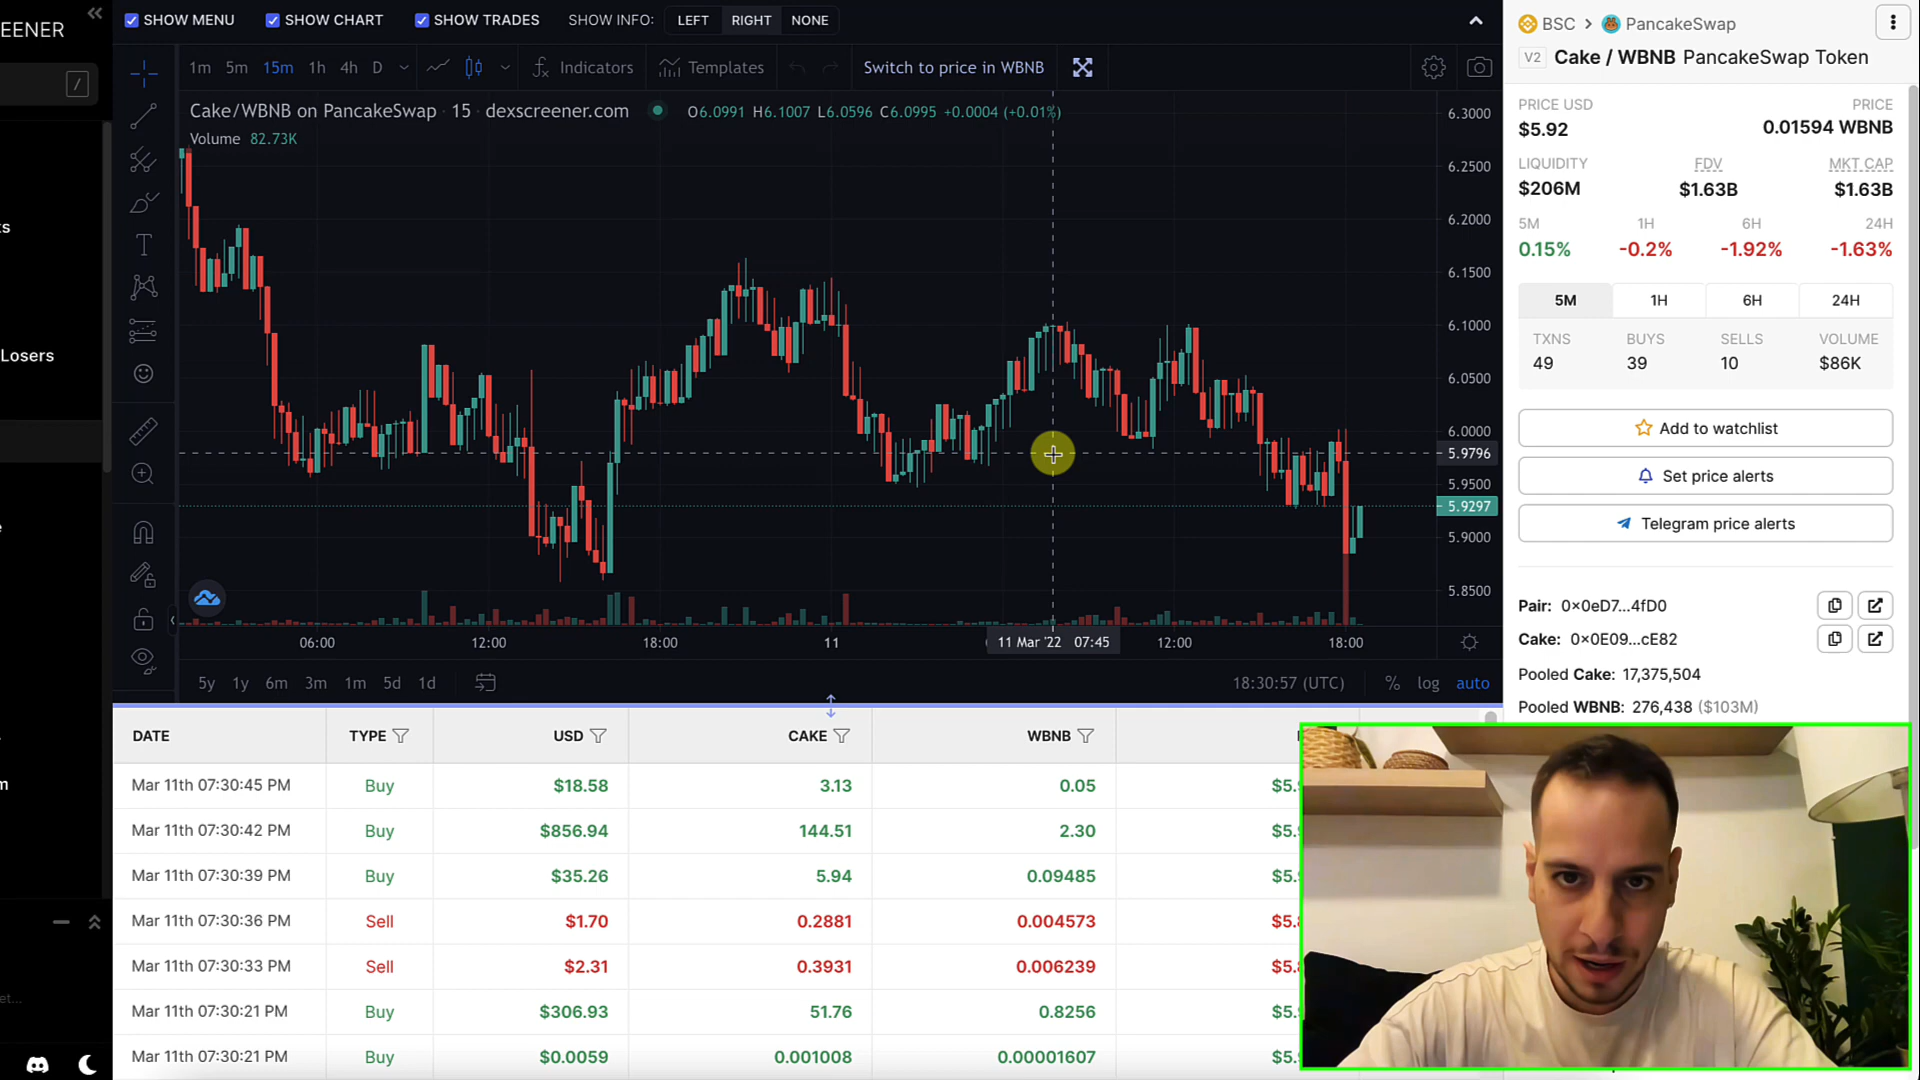 EENER
/
ts
Losers
e
m
et...
SHOW MENU SHOW CHART SHOW TRADES SHOW INFO: LEFT RIGHT NONE
1m 5m 15m 1h 4h D Indicators Templates Switch to price in WBNB
Cake/WBNB on PancakeSwap · 15 · dexscreener.com O6.0991 H6.1007 L6.0596 C6.0995 +0.0004 (+0.01%)
Volume 82.73K
6.3000
6.2500
6.2000
6.1500
6.1000
6.0500
6.0000
5.9796
5.9500
5.9297
5.9000
5.8500
06:00 12:00 18:00 11 11 Mar '22 07:45 12:00 18:00
5y 1y 6m 3m 1m 5d 1d 18:30:57 (UTC) % log auto
DATE TYPE USD CAKE WBNB
Mar 11th 07:30:45 PM Buy $18.58 3.13 0.05 $5.
Mar 11th 07:30:42 PM Buy $856.94 144.51 2.30 $5.
Mar 11th 07:30:39 PM Buy $35.26 5.94 0.09485 $5.
Mar 11th 07:30:36 PM Sell $1.70 0.2881 0.004573 $5.
Mar 11th 07:30:33 PM Sell $2.31 0.3931 0.006239 $5.
Mar 11th 07:30:21 PM Buy $306.93 51.76 0.8256 $5.
Mar 11th 07:30:21 PM Buy $0.0059 0.001008 0.00001607 $5.
BSC > PancakeSwap
V2 Cake / WBNB PancakeSwap Token
PRICE USD PRICE
$5.92 0.01594 WBNB
LIQUIDITY FDV MKT CAP
$206M $1.63B $1.63B
5M 1H 6H 24H
0.15% -0.2% -1.92% -1.63%
5M 1H 6H 24H
TXNS BUYS SELLS VOLUME
49 39 10 $86K
Add to watchlist
Set price alerts
Telegram price alerts
Pair: 0×0eD7...4fD0
Cake: 0×0E09...cE82
Pooled Cake: 17,375,504
Pooled WBNB: 276,438 ($103M)